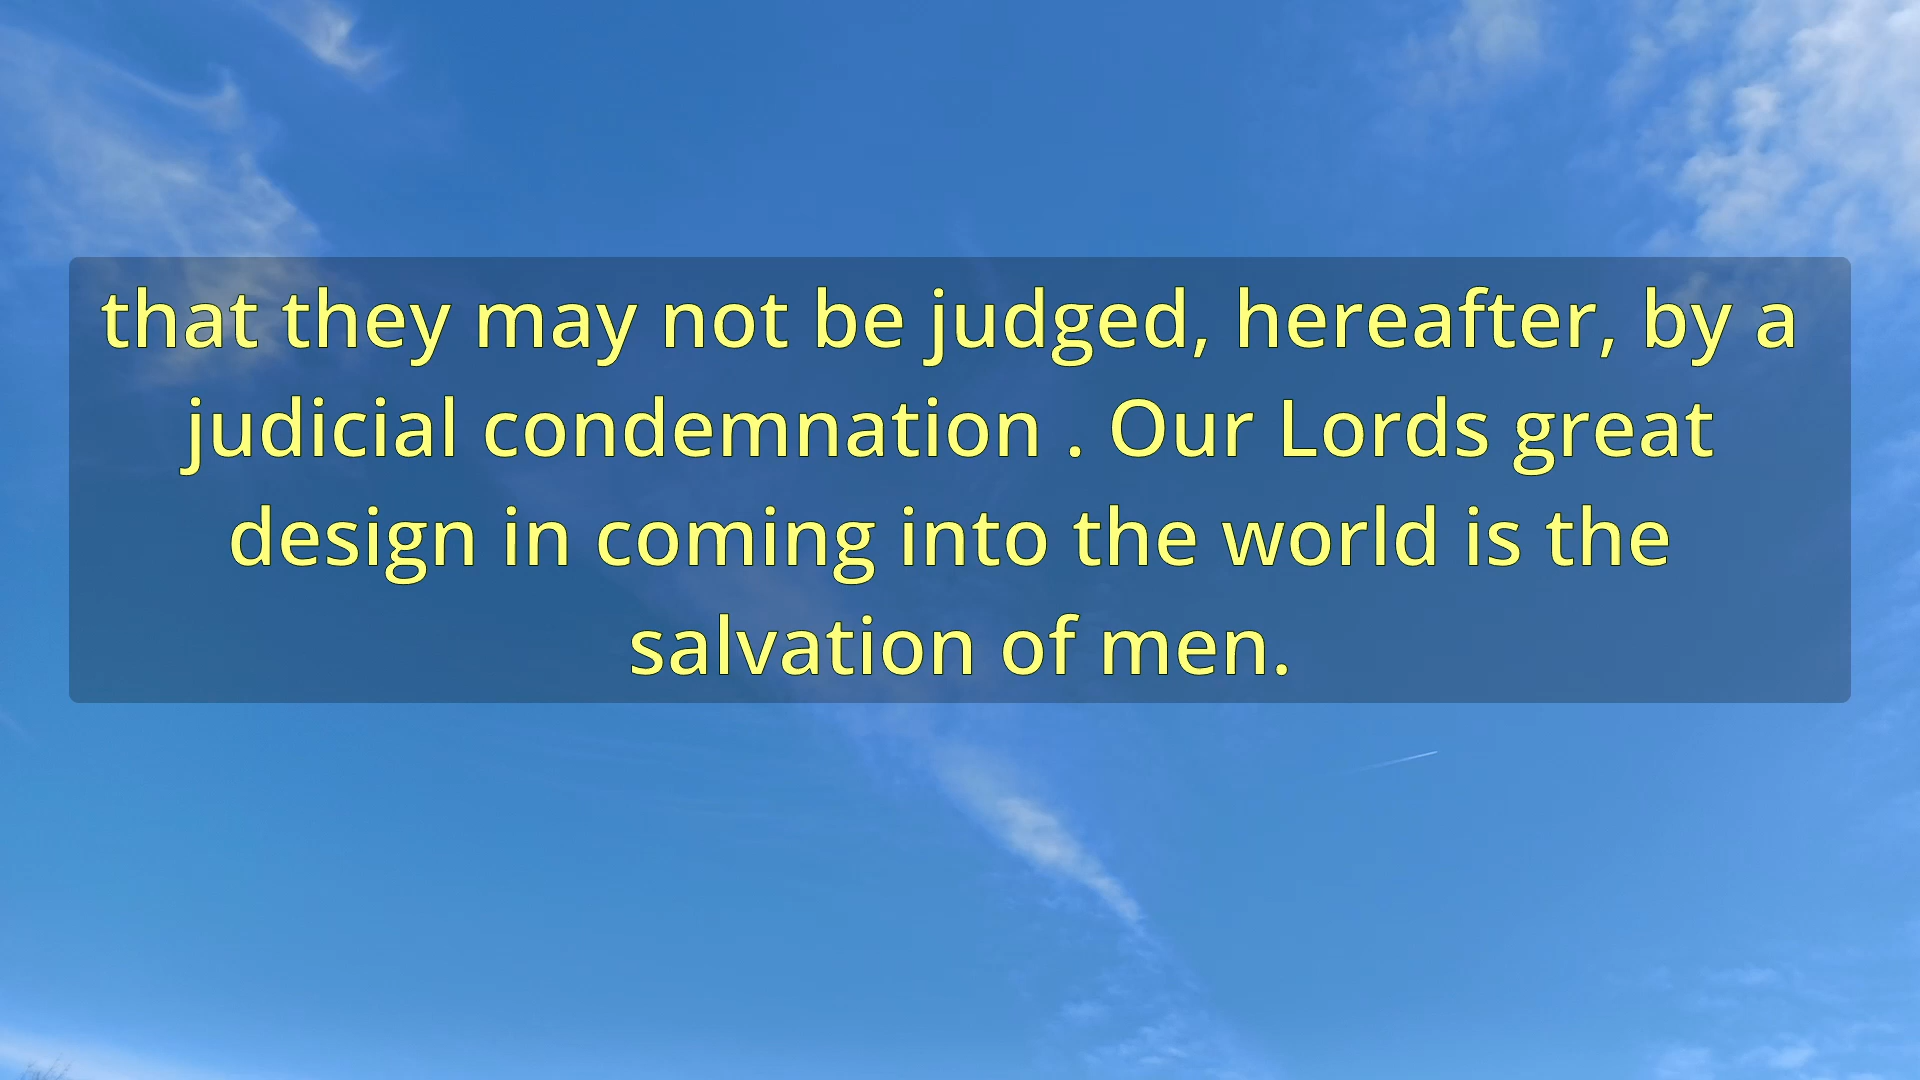 that they may not be judged, hereafter, by a
judicial condemnation . Our Lords great
design in coming into the world is the
salvation of men.